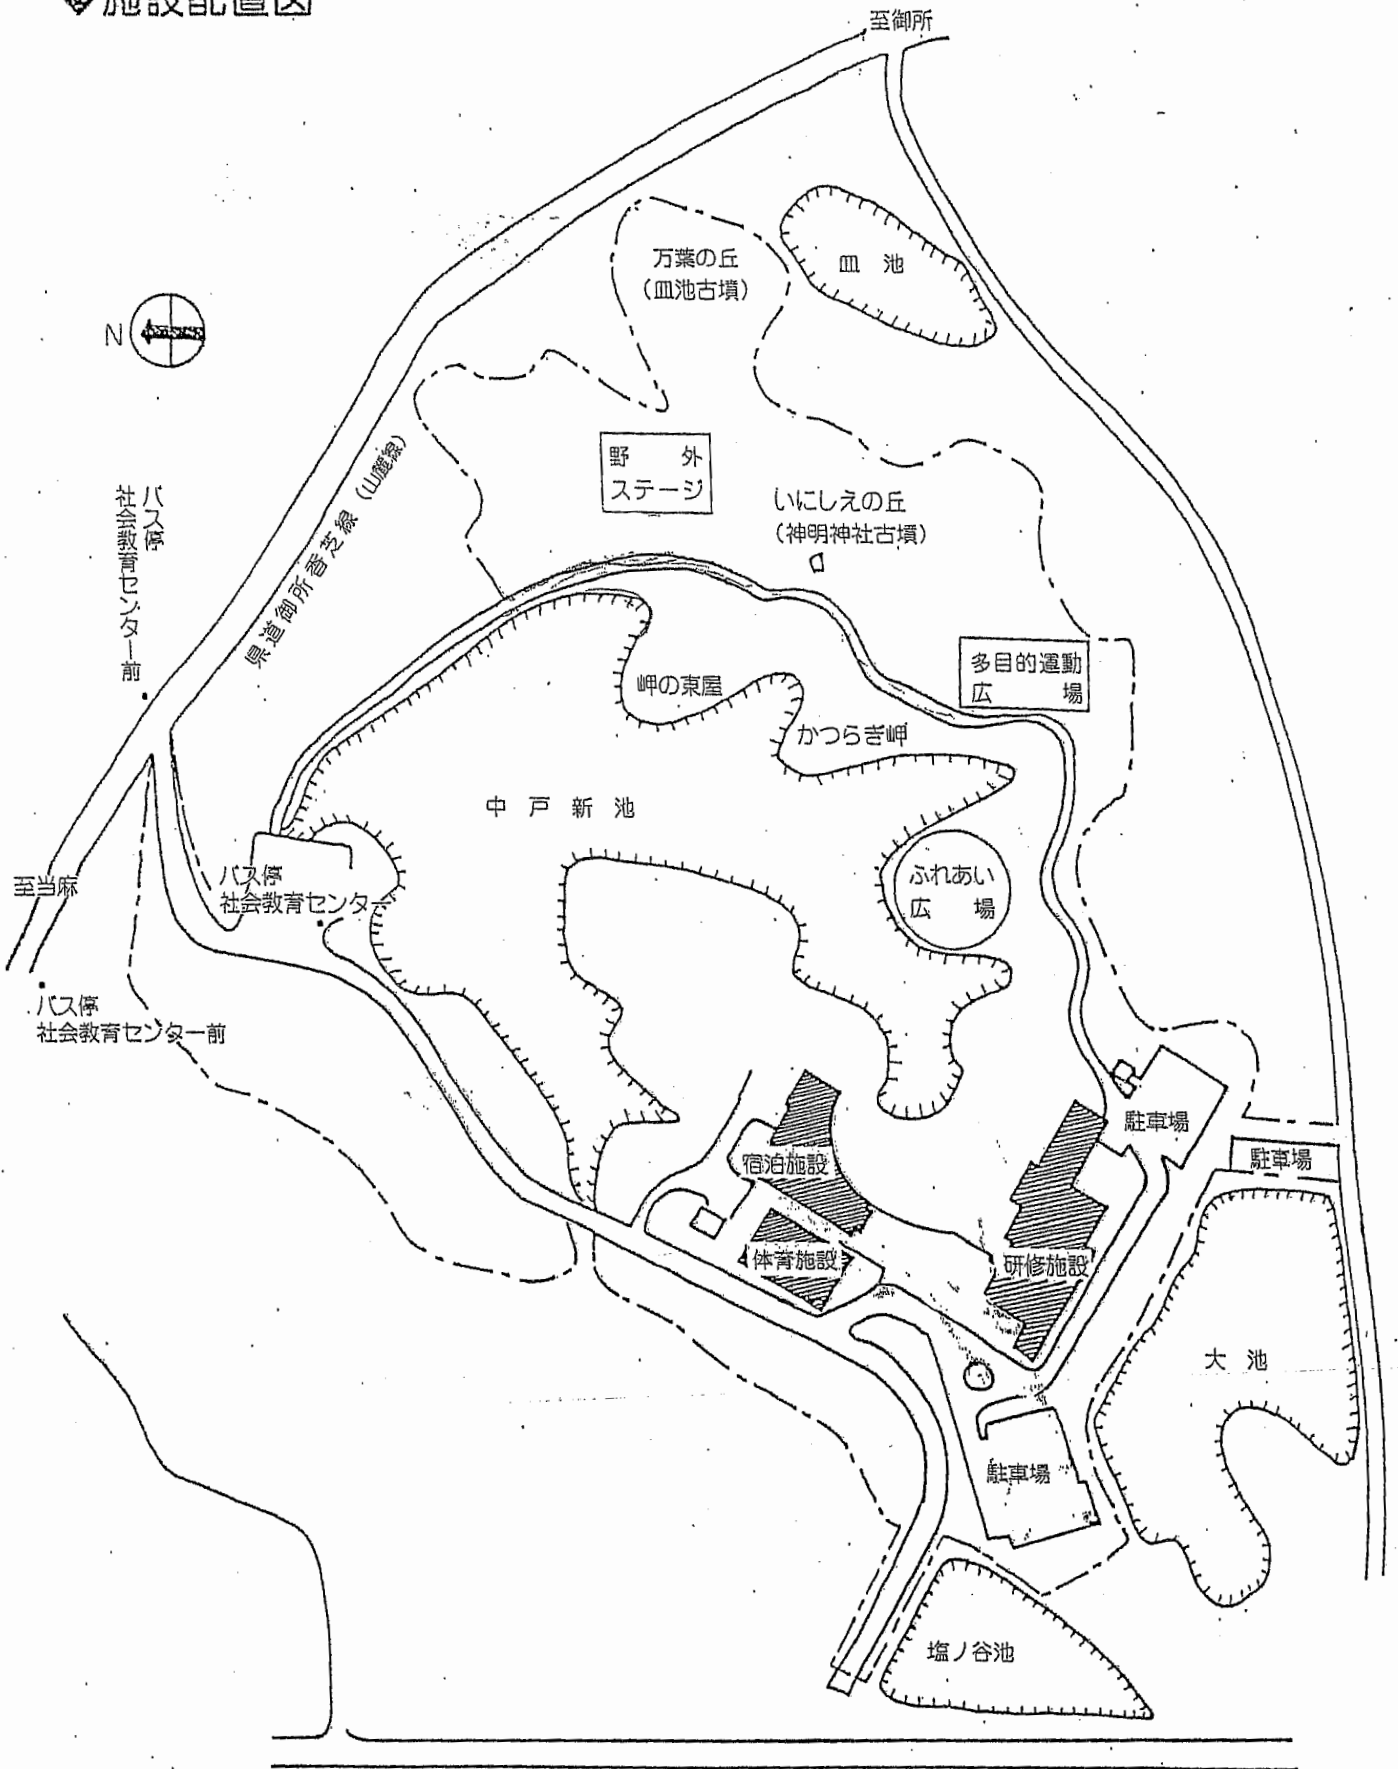 施設配置図
至御所
万葉の丘
(皿池古墳)
皿 池
N
県道御所香芝線(山麓線)
バス停
社会教育センター前
野 外
ステージ
いにしえの丘
(神明神社古墳)
多目的運動
広 場
岬の東屋
かつらぎ岬
中 戸 新 池
ふれあい
広 場
至当麻
バス停
社会教育センター
バス停
社会教育センター前
駐車場
駐車場
宿泊施設
体育施設
研修施設
大 池
駐車場
塩ノ谷池